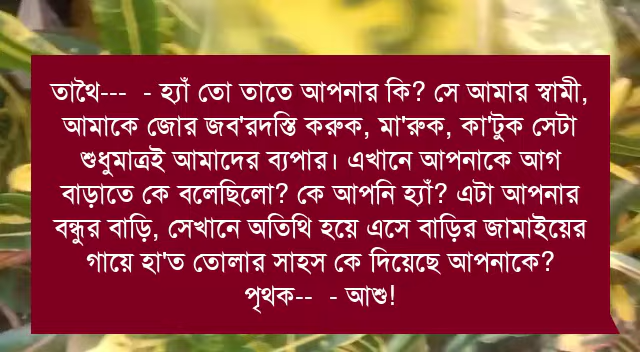 তাথৈ--- - হ্যাঁ তো তাতে আপনার কি? সে আমার স্বামী,
আমাকে জোর জব'রদস্তি করুক, মা'রুক, কা'টুক সেটা
শুধুমাত্রই আমাদের ব্যপার। এখানে আপনাকে আগ
বাড়াতে কে বলেছিলো? কে আপনি হ্যাঁ? এটা আপনার
বন্ধুর বাড়ি, সেখানে অতিথি হয়ে এসে বাড়ির জামাইয়ের
গায়ে হা'ত তোলার সাহস কে দিয়েছে আপনাকে?
পৃথক-- - আশু!